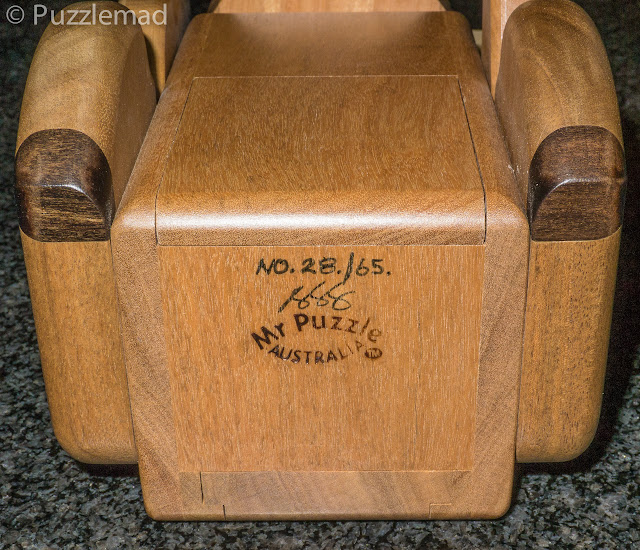 © Puzzlemad
NO. 28./65.
Mr Puzzle
AUSTRALIA